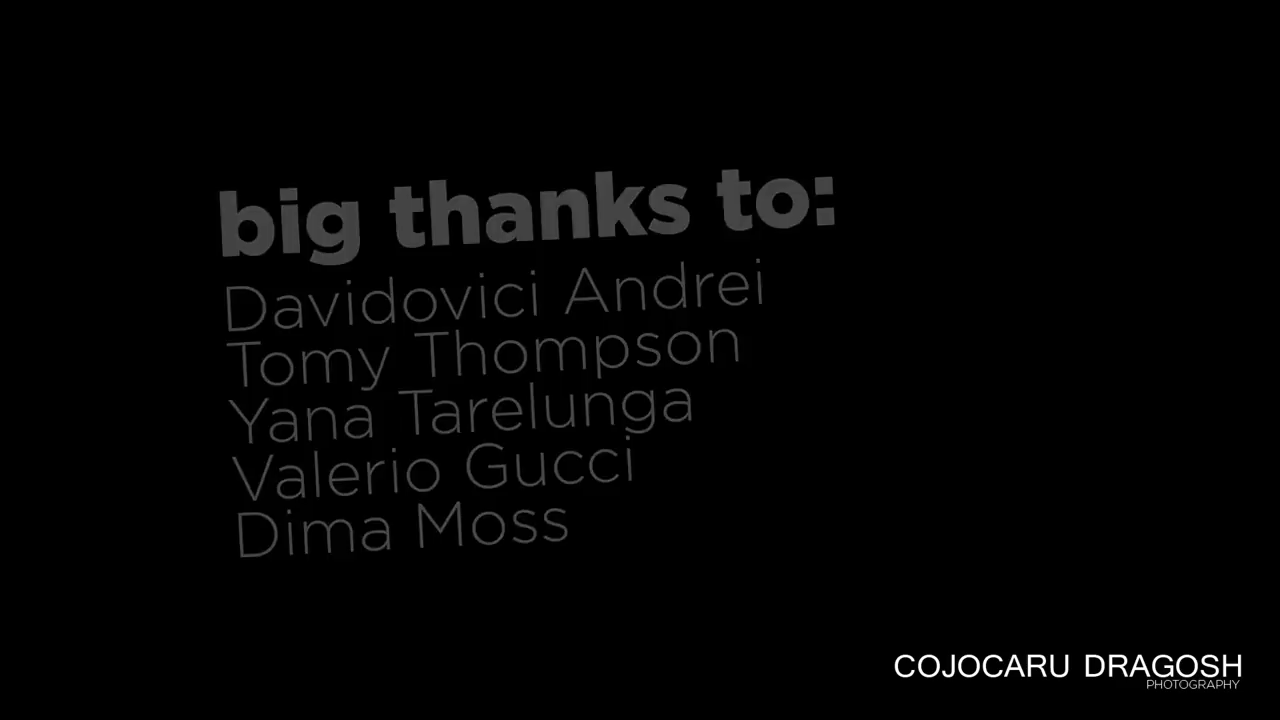 big thanks to:
Davidovici Andrei
Tomy Thompson
Yana Tarelunga
Valerio Gucci
Dima Moss
COJOCARU DRAGOSH
PHOTOGRAPHY